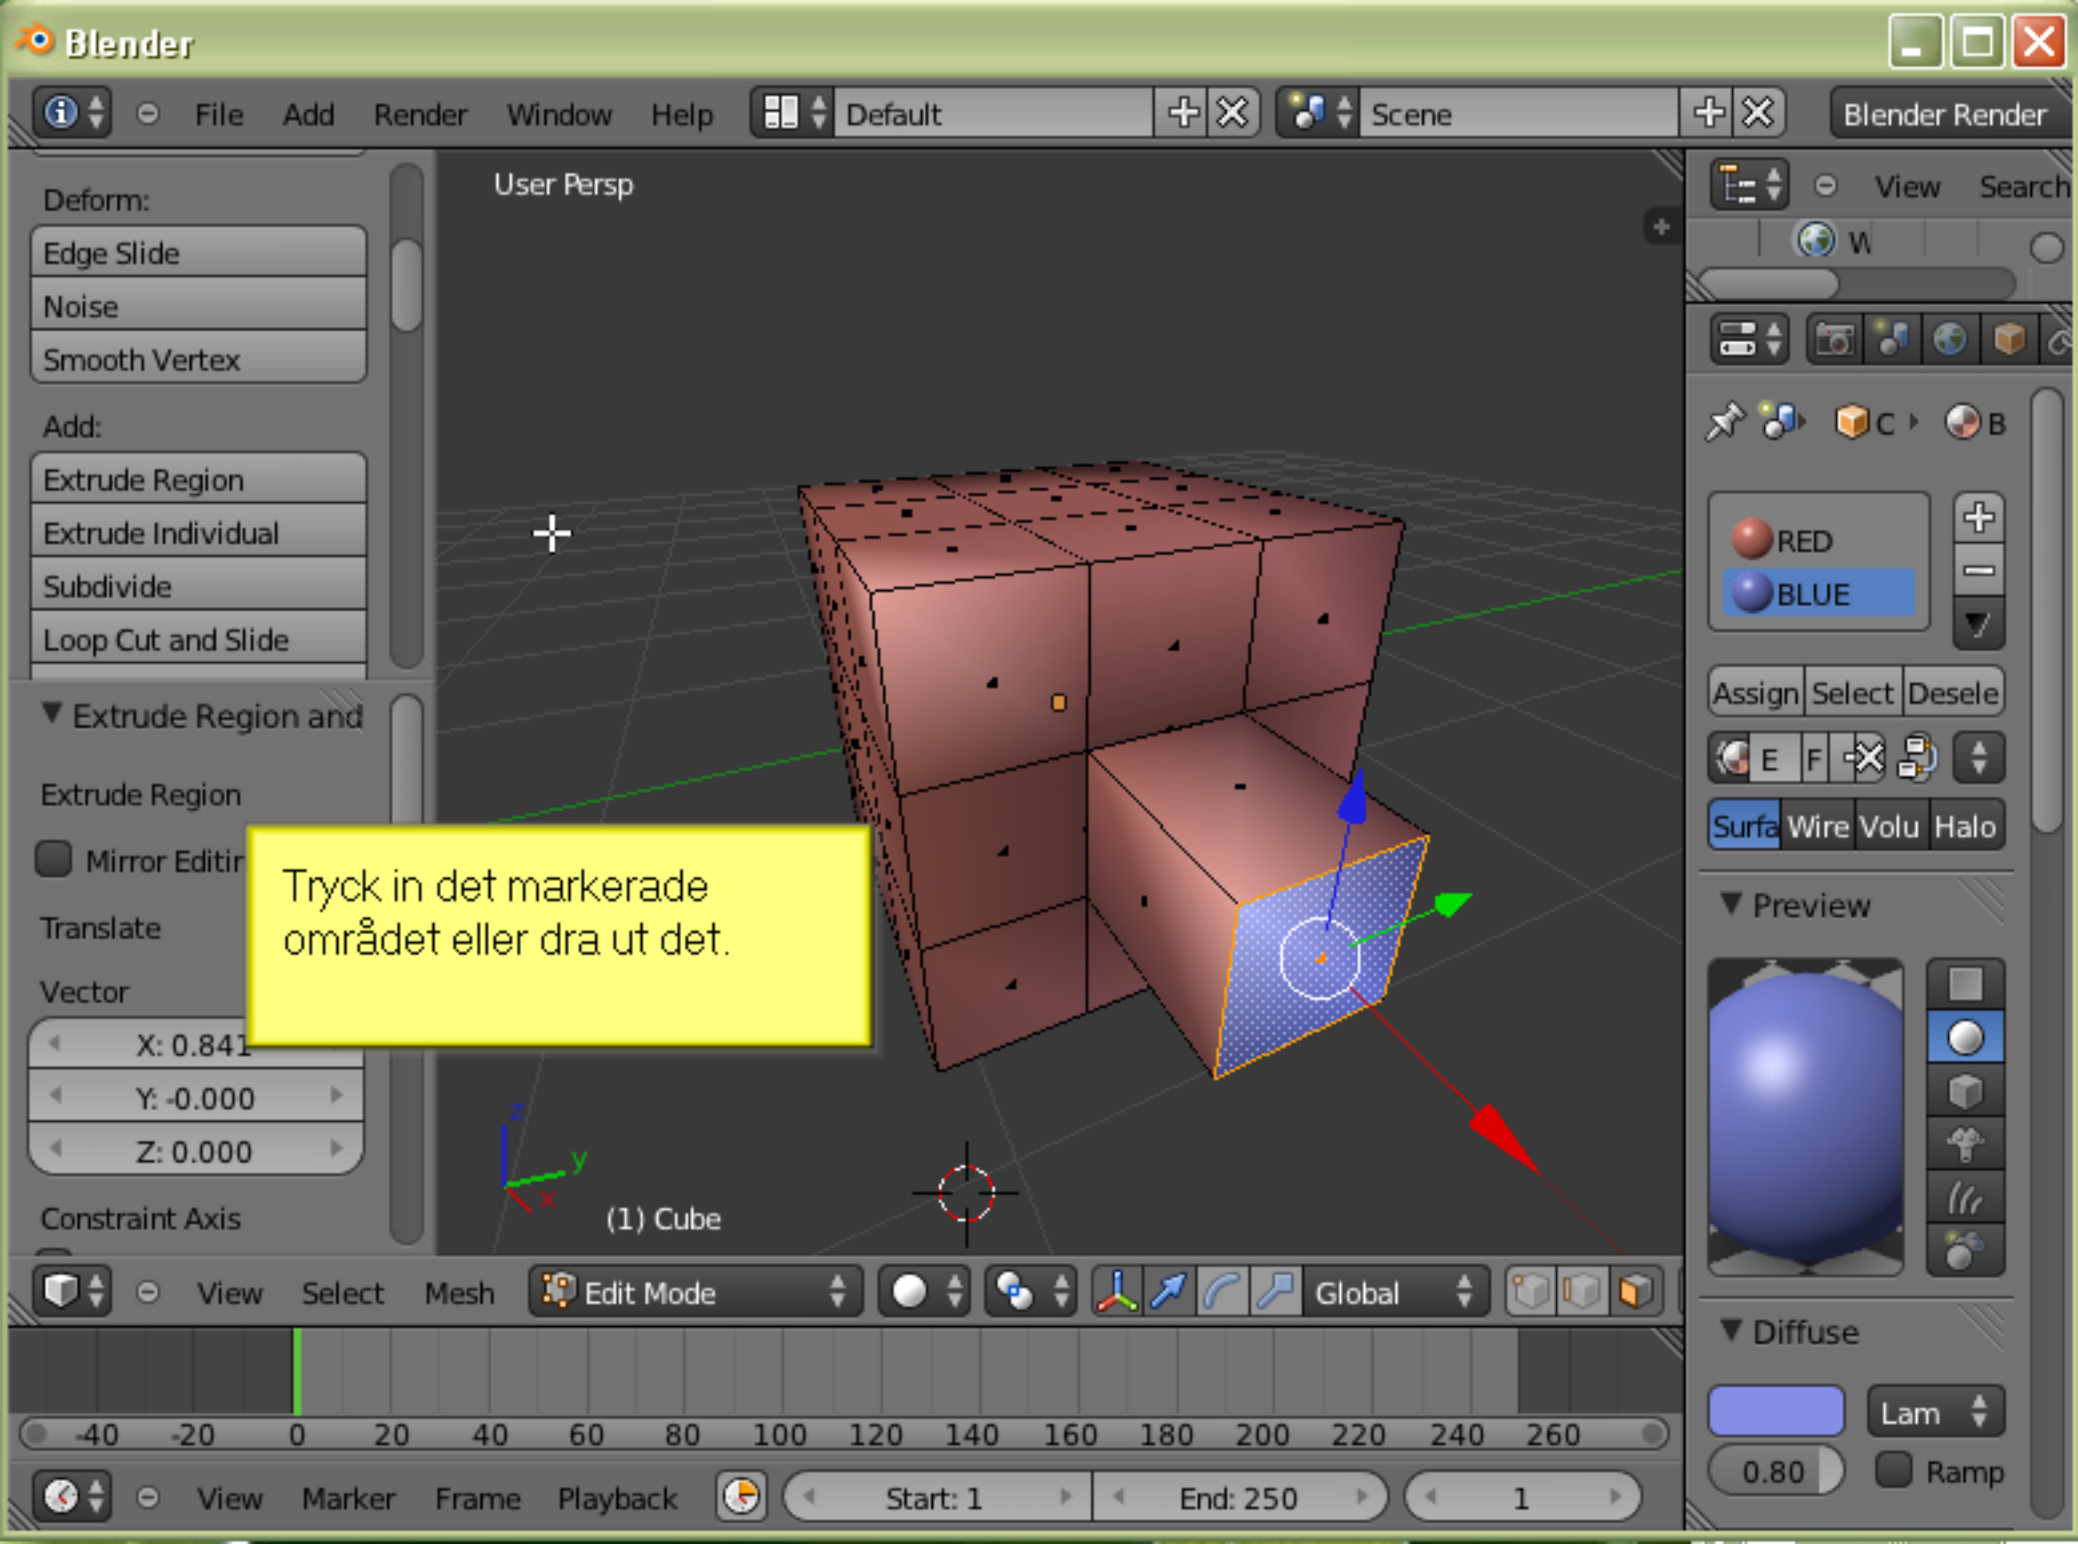 Blender
File Add Render Window Help Default Scene Blender Render
User Persp
View Search
W
Deform:
Edge Slide
Noise
Smooth Vertex
Add:
Extrude Region
Extrude Individual
Subdivide
Loop Cut and Slide
Extrude Region and
Extrude Region
Mirror Editin
Translate
Vector
X: 0.841
Y: -0.000
Z: 0.000
Constraint Axis
Tryck in det markerade
området eller dra ut det.
z
y
x
(1) Cube
C B
RED
BLUE
Assign Select Desele
E F
Surfa Wire Volu Halo
Preview
Diffuse
Lam
0.80 Ramp
View Select Mesh Edit Mode Global
-40 -20 0 20 40 60 80 100 120 140 160 180 200 220 240 260
View Marker Frame Playback Start: 1 End: 250 1